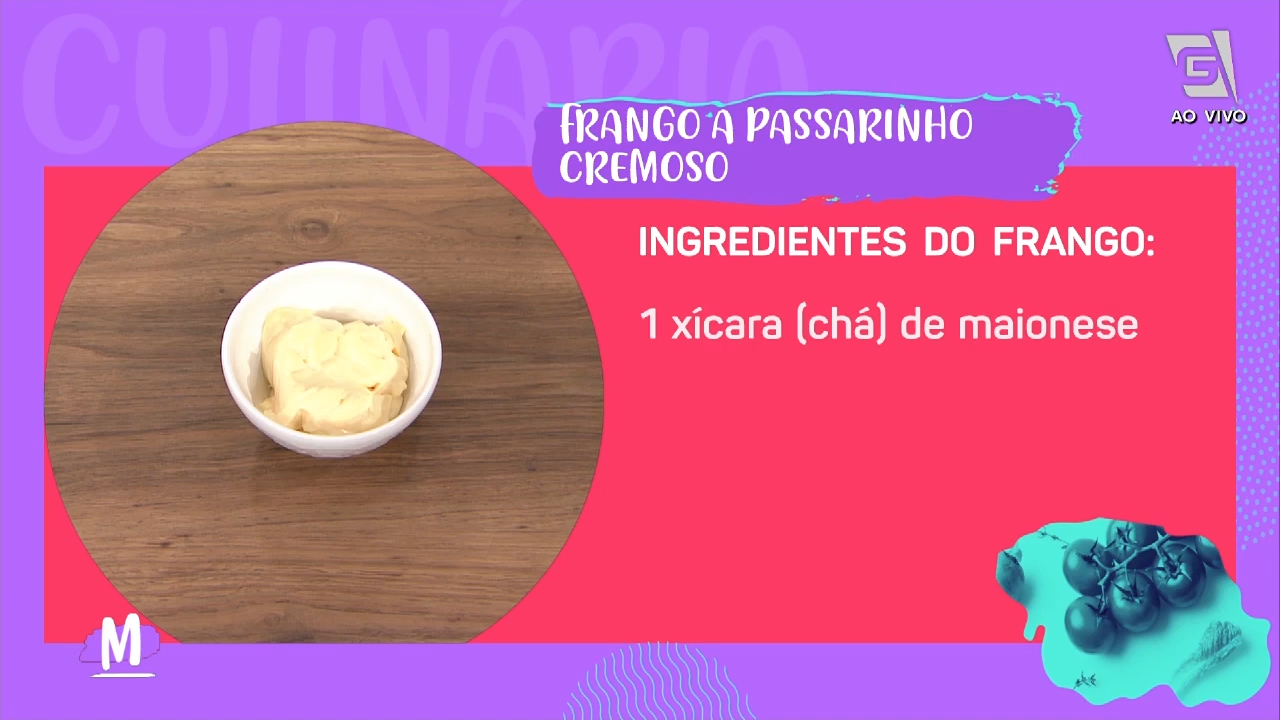 CULINÁRIA
AO VIVO
FRANGO A PASSARINHO
CREMOSO
INGREDIENTES DO FRANGO:
1 xícara (chá) de maionese
M